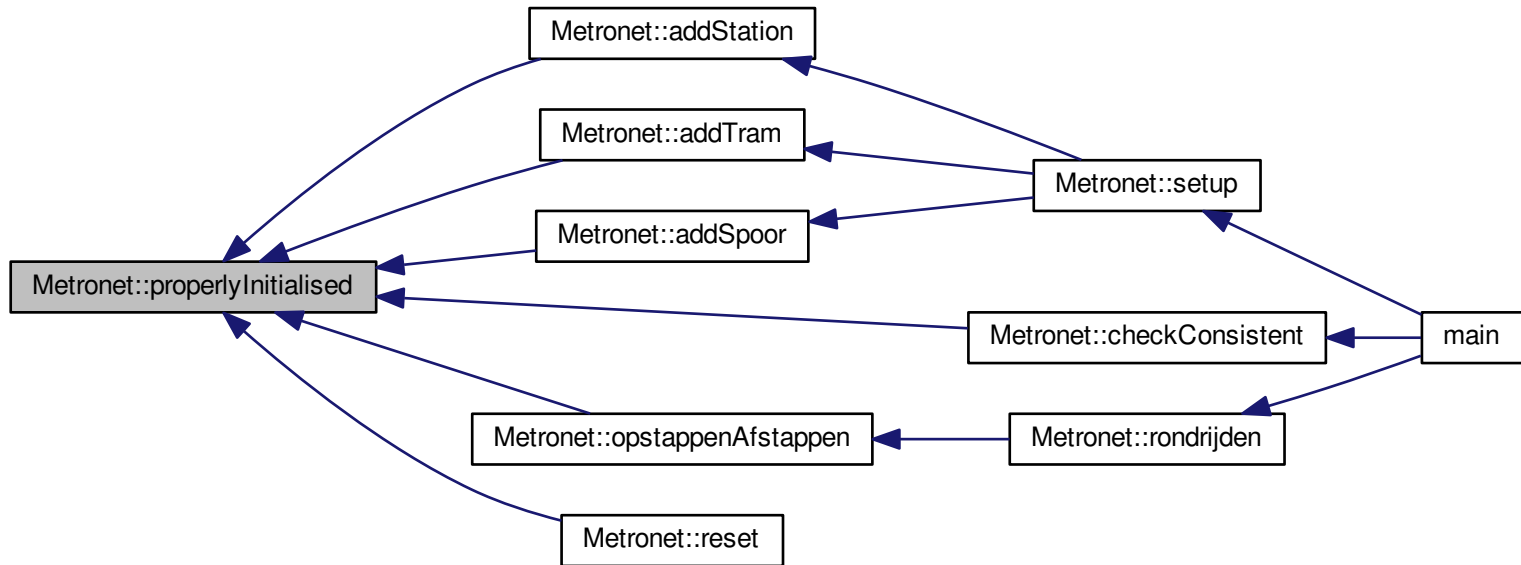 Metronet::addStation
Metronet::addTram
Metronet::setup
Metronet::addSpoor
Metronet::properlyInitialised
Metronet::checkConsistent
main
Metronet::opstappenAfstappen
Metronet::rondrijden
Metronet::reset